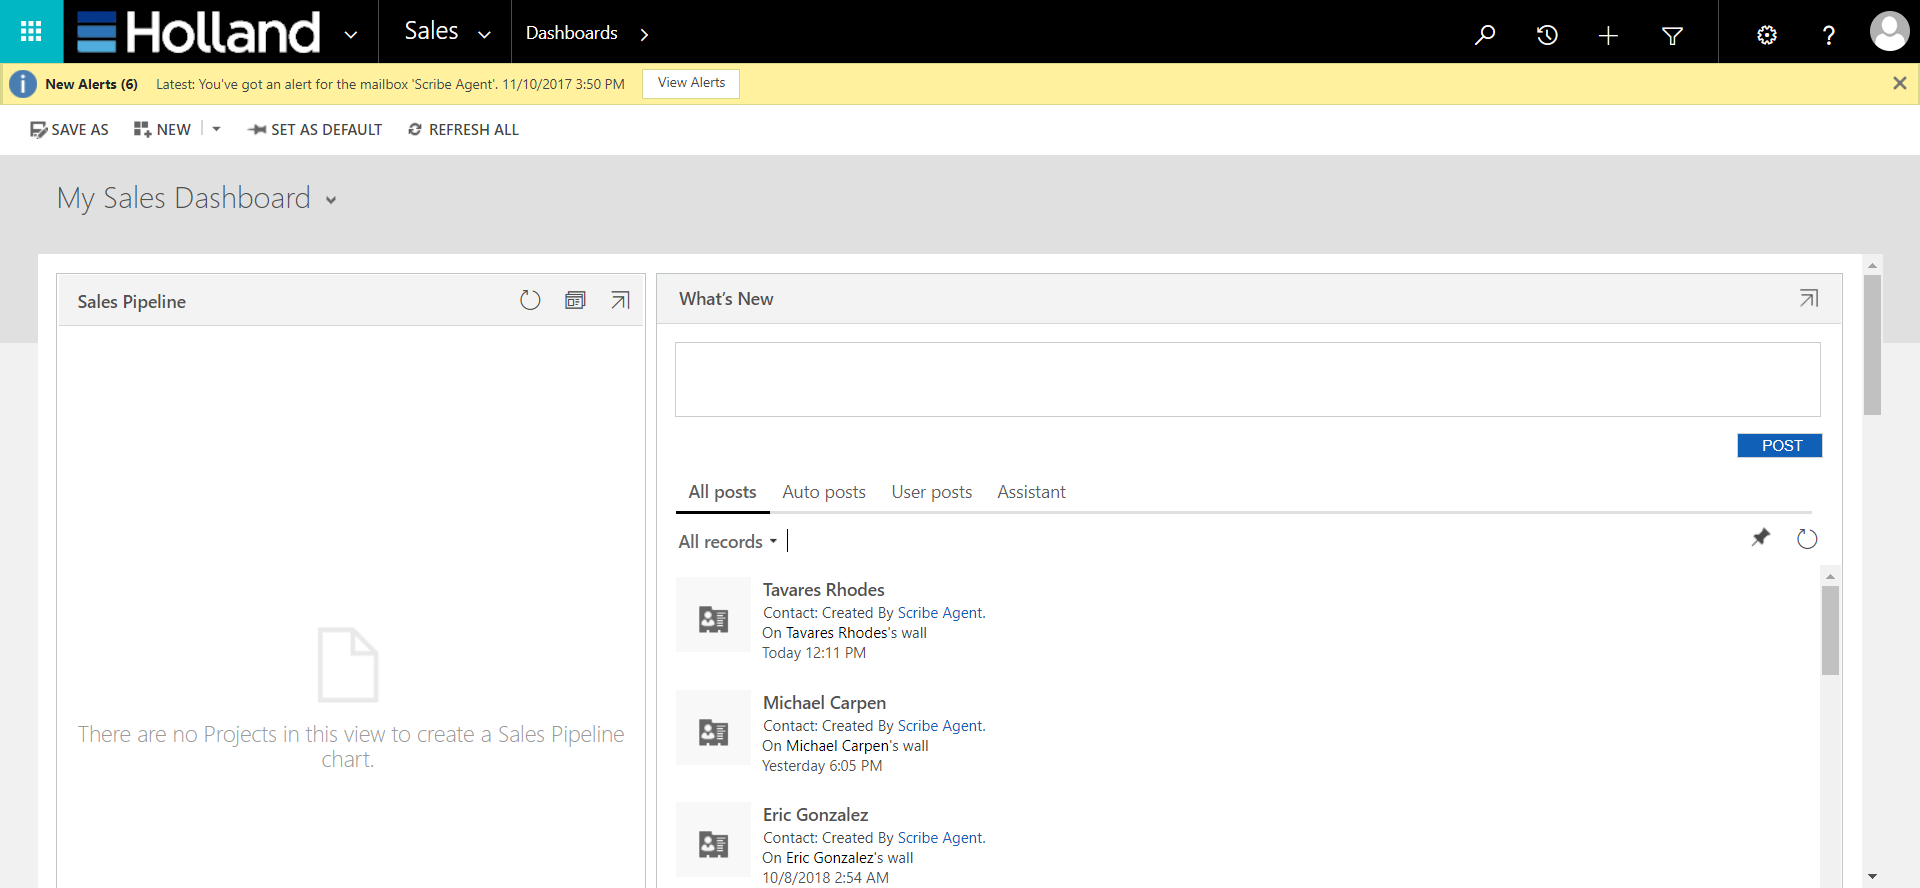 Holland
Sales
Dashboards
?
New Alerts (6) Latest: You've got an alert for the mailbox 'Scribe Agent'. 11/10/2017 3:50 PM View Alerts
SAVE AS NEW SET AS DEFAULT REFRESH ALL
My Sales Dashboard
Sales Pipeline
There are no Projects in this view to create a Sales Pipeline
chart.
What's New
POST
All posts Auto posts User posts Assistant
All records
Tavares Rhodes
Contact: Created By Scribe Agent.
On Tavares Rhodes's wall
Today 12:11 PM
Michael Carpen
Contact: Created By Scribe Agent.
On Michael Carpen's wall
Yesterday 6:05 PM
Eric Gonzalez
Contact: Created By Scribe Agent.
On Eric Gonzalez's wall
10/8/2018 2:54 AM